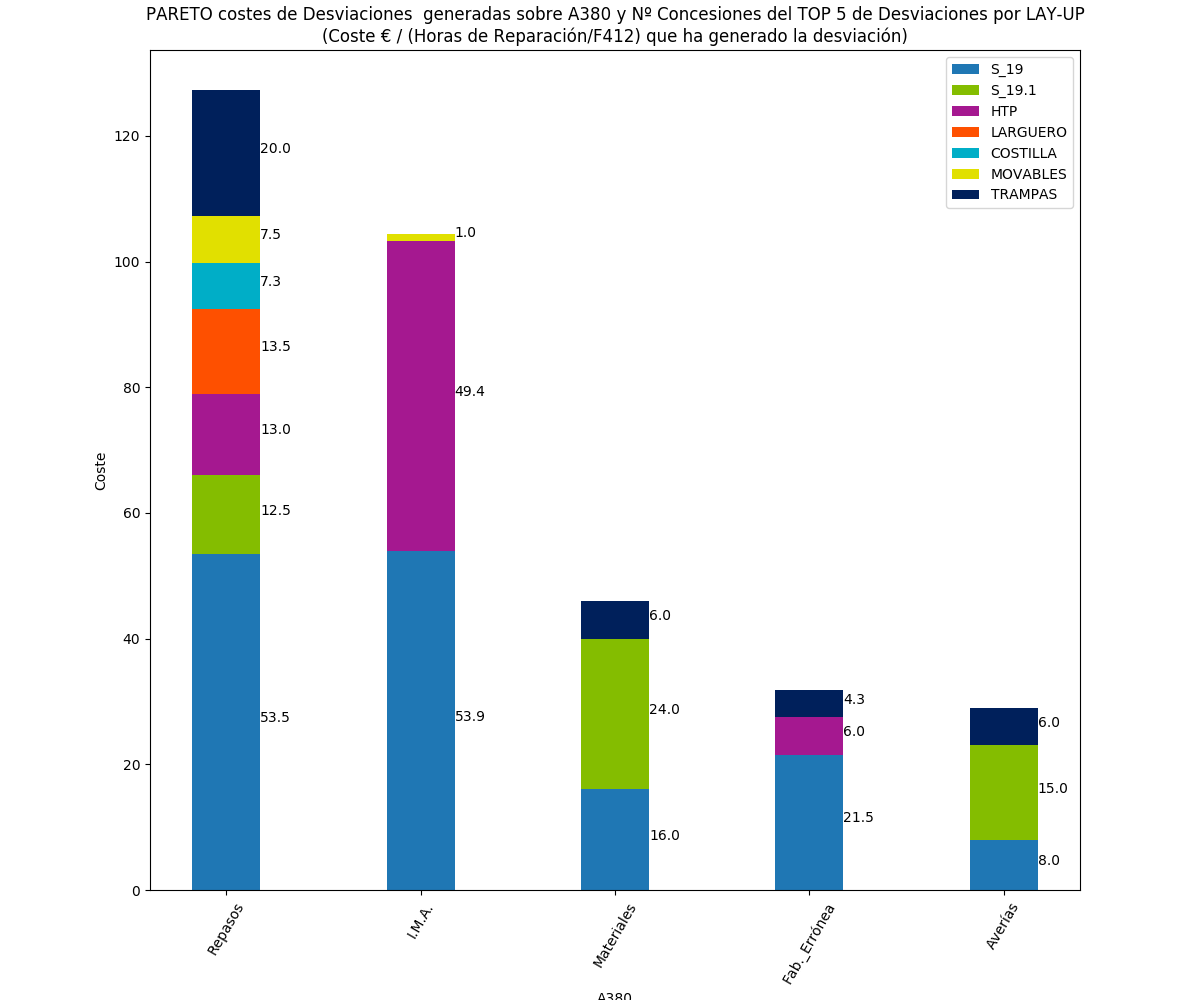 PARETO costes de Desviaciones  generadas sobre A380 y Nº Concesiones del TOP 5 de Desviaciones por LAY-UP
(Coste € / (Horas de Reparación/F412) que ha generado la desviación)
S_19
S_19.1
HTP
LARGUERO
COSTILLA
MOVABLES
TRAMPAS
120
100
80
60
40
20
0
Coste
20.0
7.5
7.3
13.5
13.0
12.5
53.5
1.0
49.4
53.9
6.0
24.0
16.0
4.3
6.0
21.5
6.0
15.0
8.0
Repasos
I.M.A.
Materiales
Fab._Errónea
Averías
A380